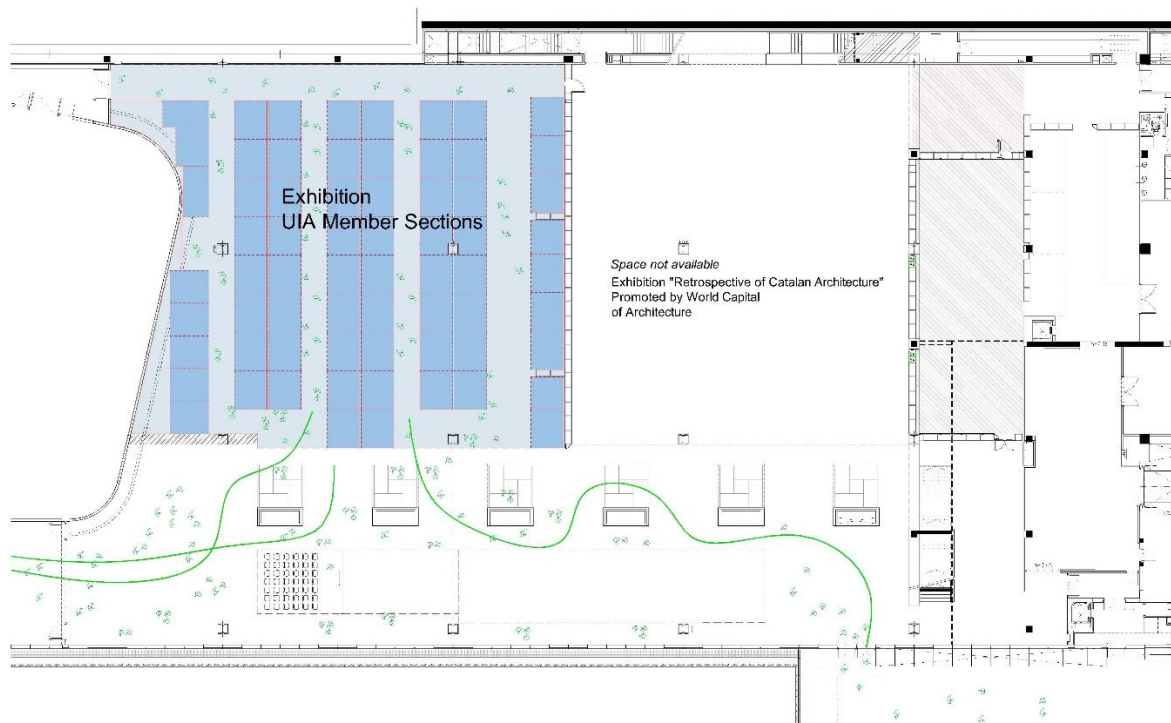 Exhibition
UIA Member Sections
Space not available
Exhibition "Retrospective of Catalan Architecture"
Promoted by World Capital
of Architecture